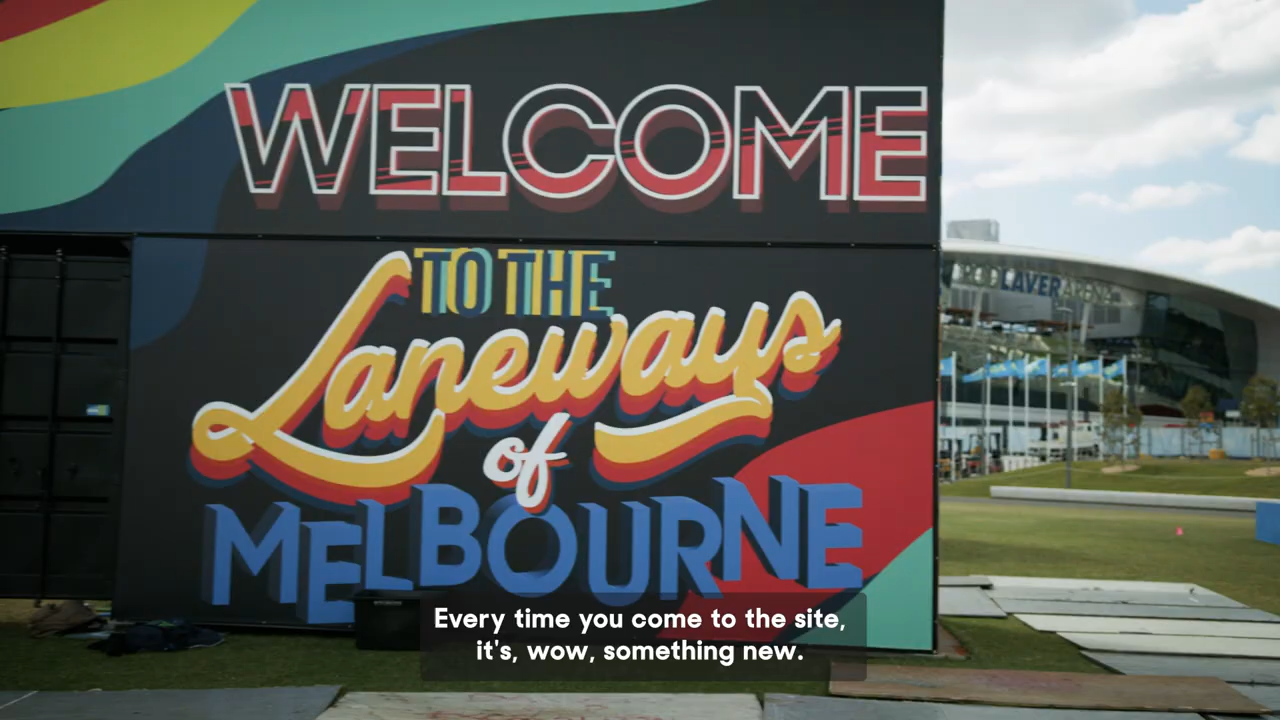 WELCOME
TO THE
Laneways
of
MELBOURNE
ROD LAVER ARENA
Every time you come to the site,
it's, wow, something new.